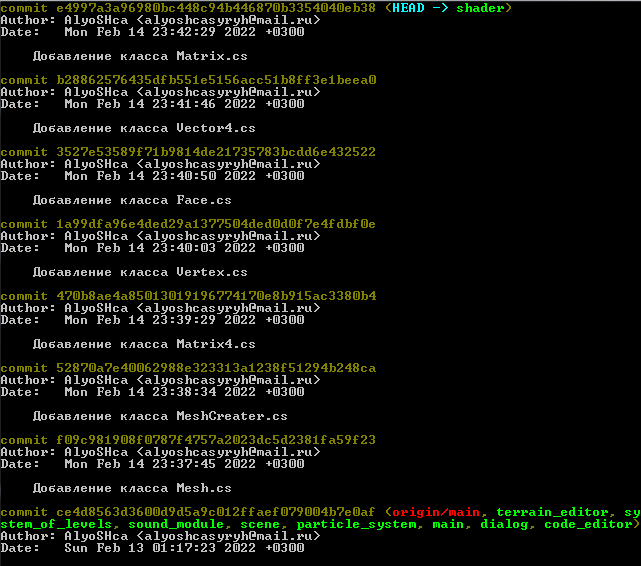 commit e4997a3a96980bc448c94b446870b3354040eb38 (HEAD -> shader)
Author: AlyoSHca <alyoshcasyryh@mail.ru>
Date:   Mon Feb 14 23:42:29 2022 +0300
Добавление класса Matrix.cs
commit b28862576435dfb551e5156acc51b8ff3e1beea0
Author: AlyoSHca <alyoshcasyryh@mail.ru>
Date:   Mon Feb 14 23:41:46 2022 +0300
Добавление класса Vector4.cs
commit 3527e53589f71b9814de21735783bcdd6e432522
Author: AlyoSHca <alyoshcasyryh@mail.ru>
Date:   Mon Feb 14 23:40:50 2022 +0300
Добавление класса Face.cs
commit 1a99dfa96e4ded29a1377504ded0d0f7e4fdbf0e
Author: AlyoSHca <alyoshcasyryh@mail.ru>
Date:   Mon Feb 14 23:40:03 2022 +0300
Добавление класса Vertex.cs
commit 470b8ae4a85013019196774170e8b915ac3380b4
Author: AlyoSHca <alyoshcasyryh@mail.ru>
Date:   Mon Feb 14 23:39:29 2022 +0300
Добавление класса Matrix4.cs
commit 52870a7e40062988e323313a1238f51294b248ca
Author: AlyoSHca <alyoshcasyryh@mail.ru>
Date:   Mon Feb 14 23:38:34 2022 +0300
Добавление класса MeshCreater.cs
commit f09c981908f0787f4757a2023dc5d2381fa59f23
Author: AlyoSHca <alyoshcasyryh@mail.ru>
Date:   Mon Feb 14 23:37:45 2022 +0300
Добавление класса Mesh.cs
commit ce4d8563d3600d9d5a9c012ffaef079004b7e0af (origin/main, terrain_editor, sy
stem_of_levels, sound_module, scene, particle_system, main, dialog, code_editor)
Author: AlyoSHca <alyoshcasyryh@mail.ru>
Date:   Sun Feb 13 01:17:23 2022 +0300